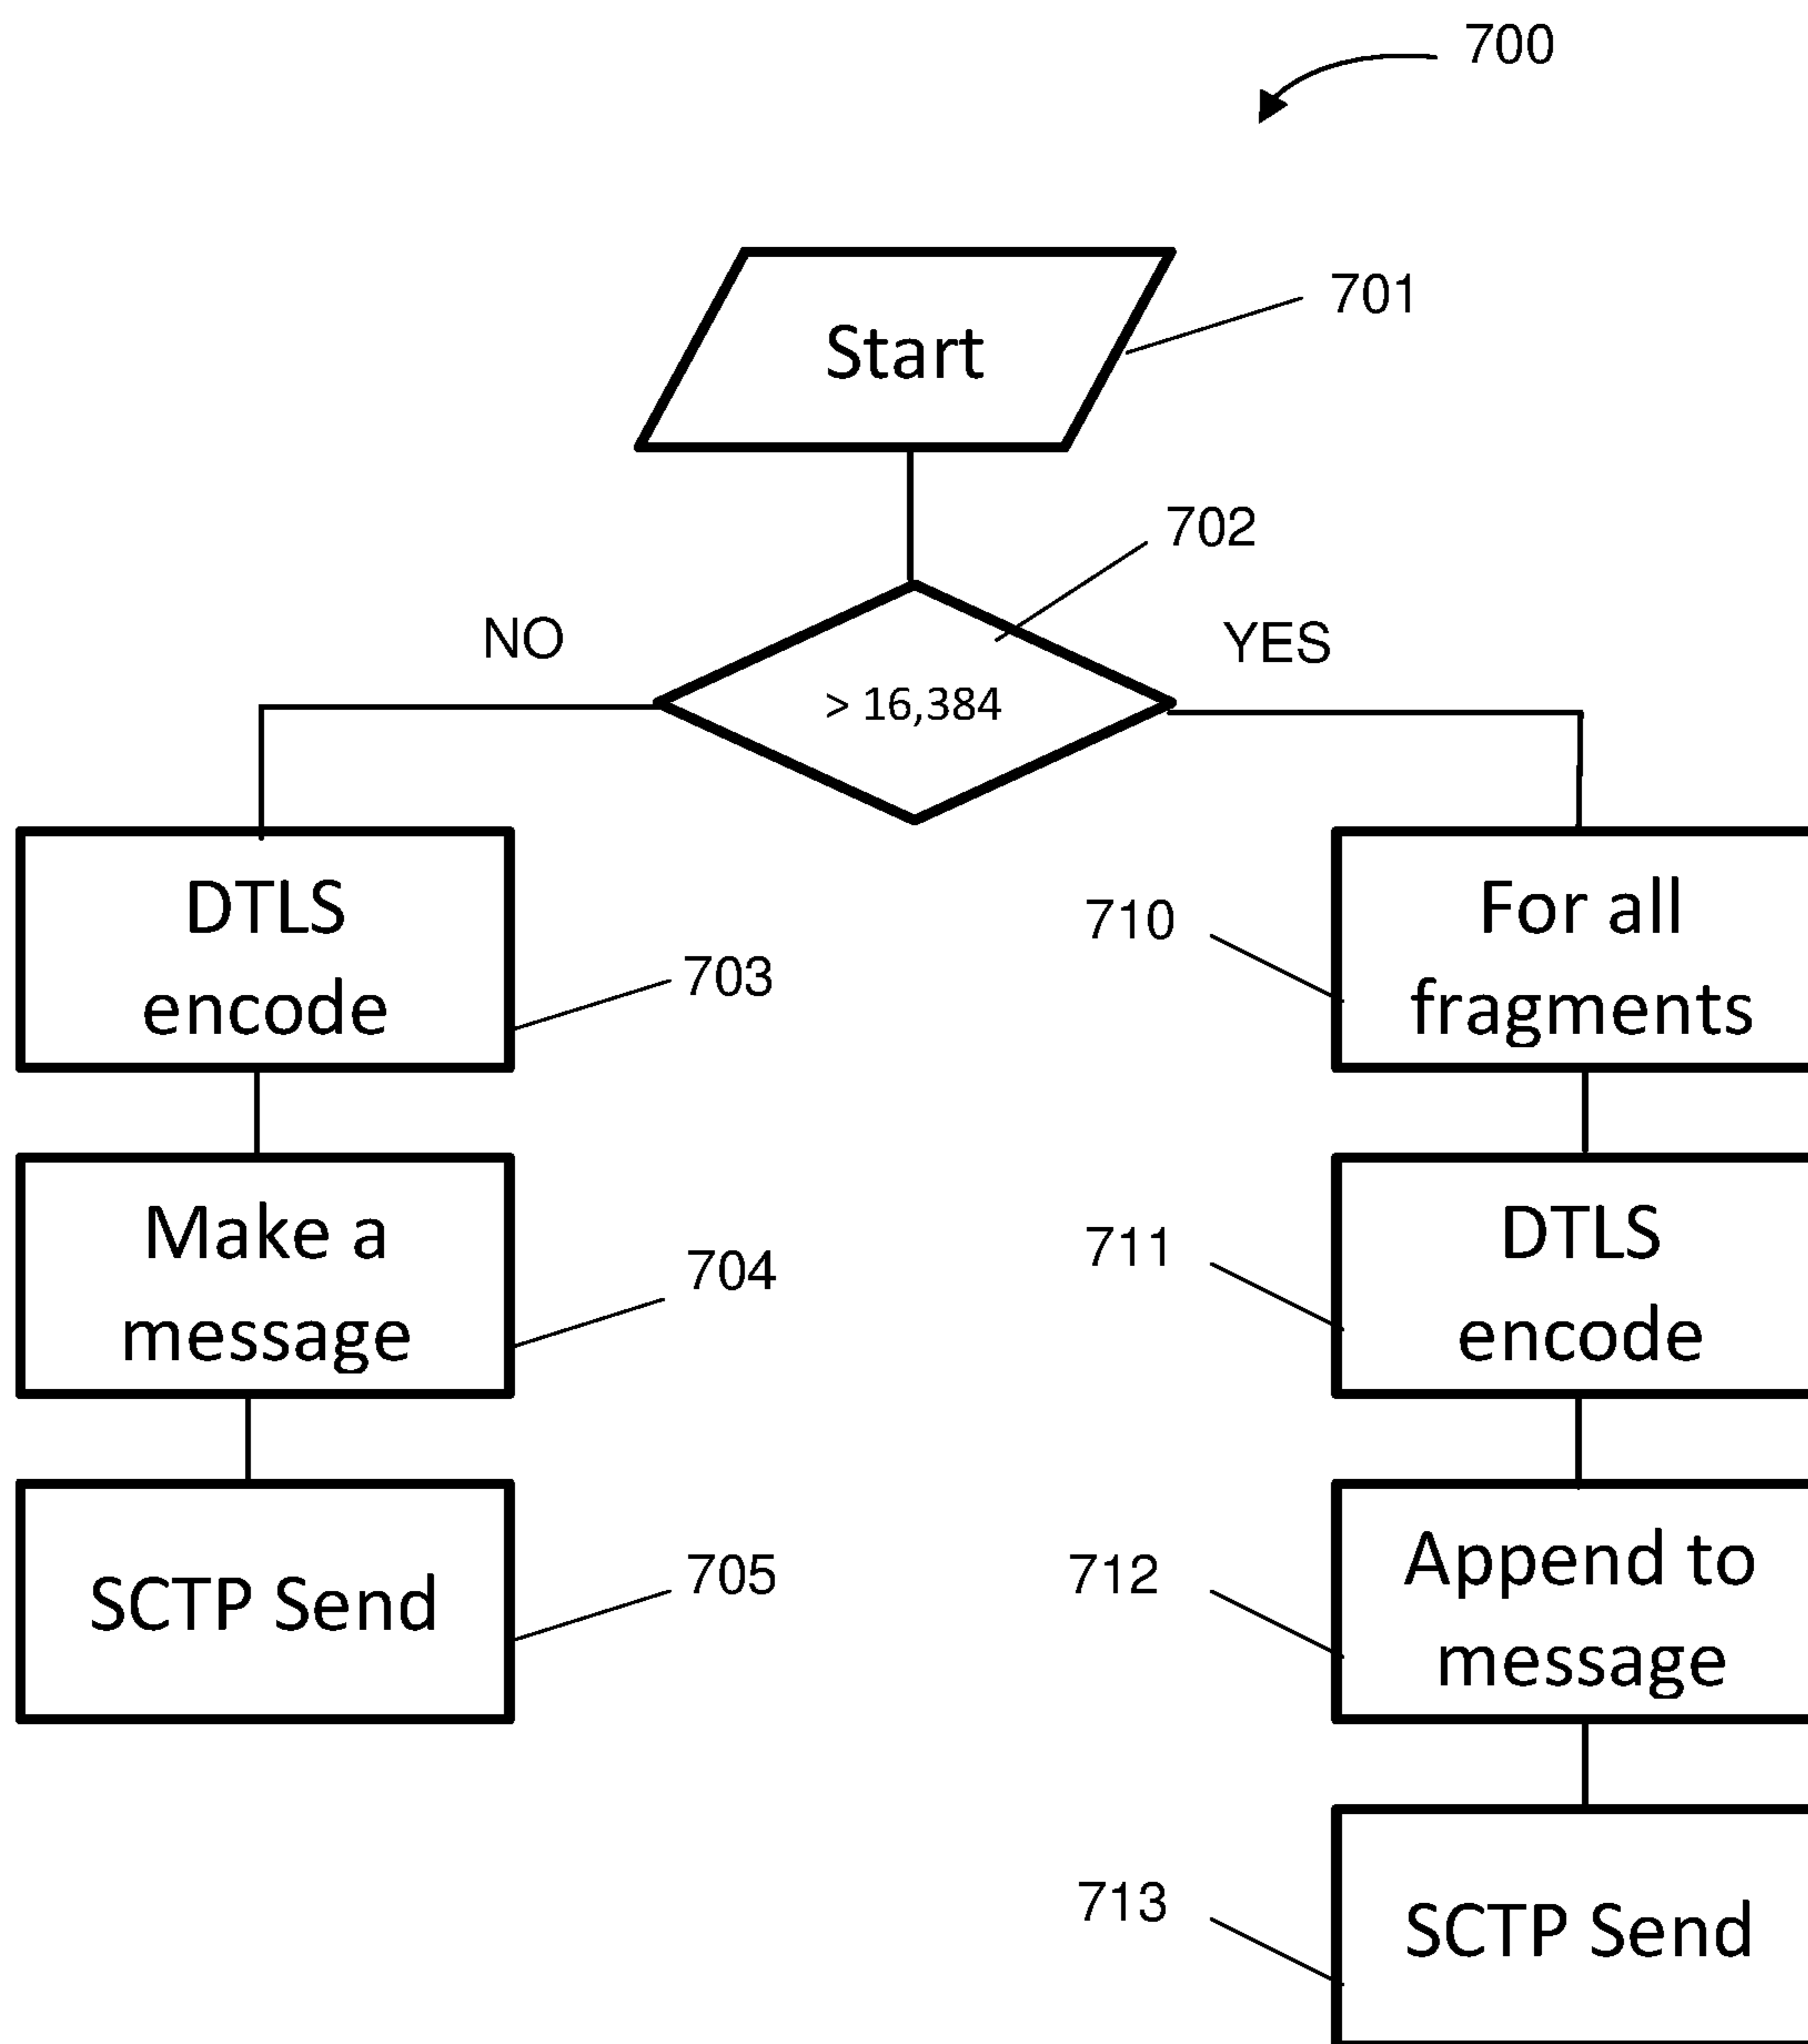 700
Start
701
702
NO
YES
> 16,384
DTLS
encode
703
For all
fragments
710
Make a
message
704
DTLS
encode
711
SCTP Send
705
Append to
message
712
SCTP Send
713